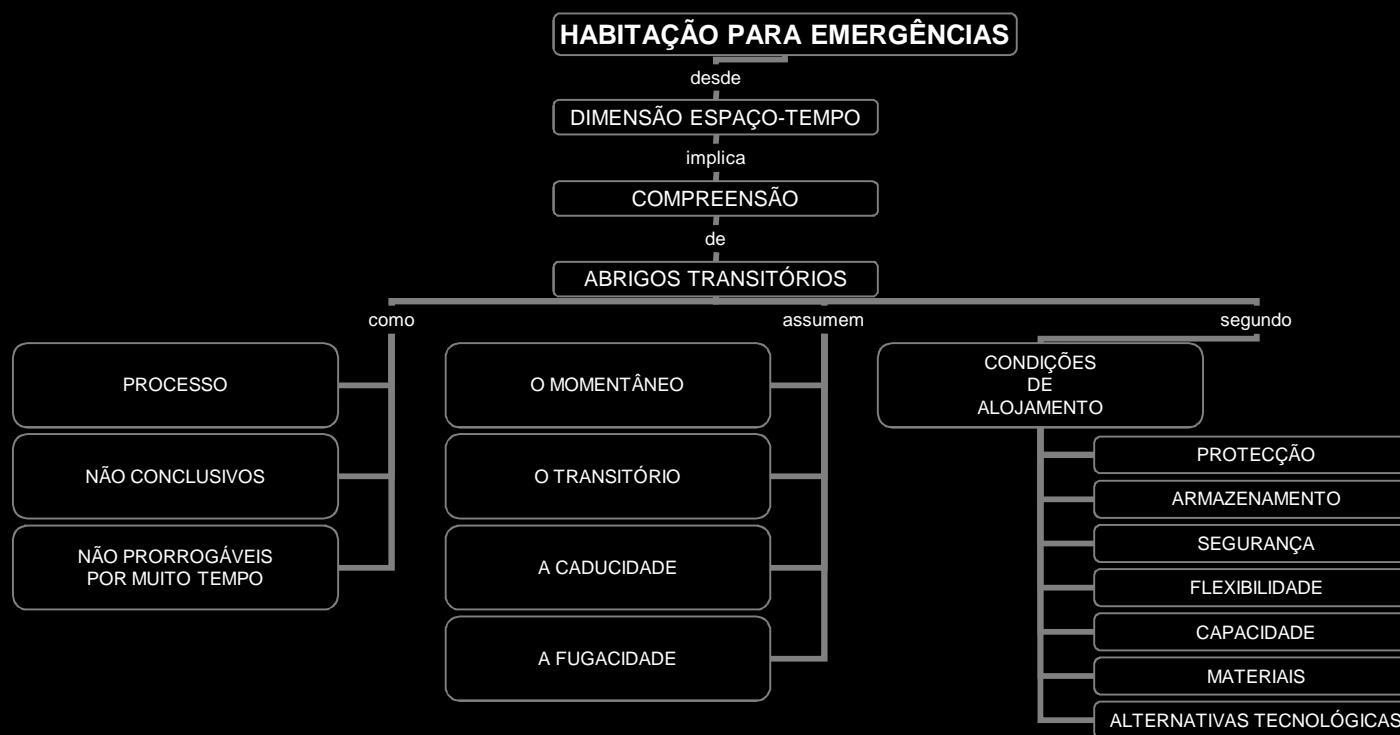 HABITAÇÃO PARA EMERGÊNCIAS
desde
DIMENSÃO ESPAÇO-TEMPO
implica
COMPREENSÃO
de
ABRIGOS TRANSITÓRIOS
como
PROCESSO
NÃO CONCLUSIVOS
NÃO PRORROGÁVEIS
POR MUITO TEMPO
assumem
O MOMENTÂNEO
O TRANSITÓRIO
A CADUCIDADE
A FUGACIDADE
segundo
CONDIÇÕES
DE
ALOJAMENTO
PROTECÇÃO
ARMAZENAMENTO
SEGURANÇA
FLEXIBILIDADE
CAPACIDADE
MATERIAIS
ALTERNATIVAS TECNOLÓGICAS